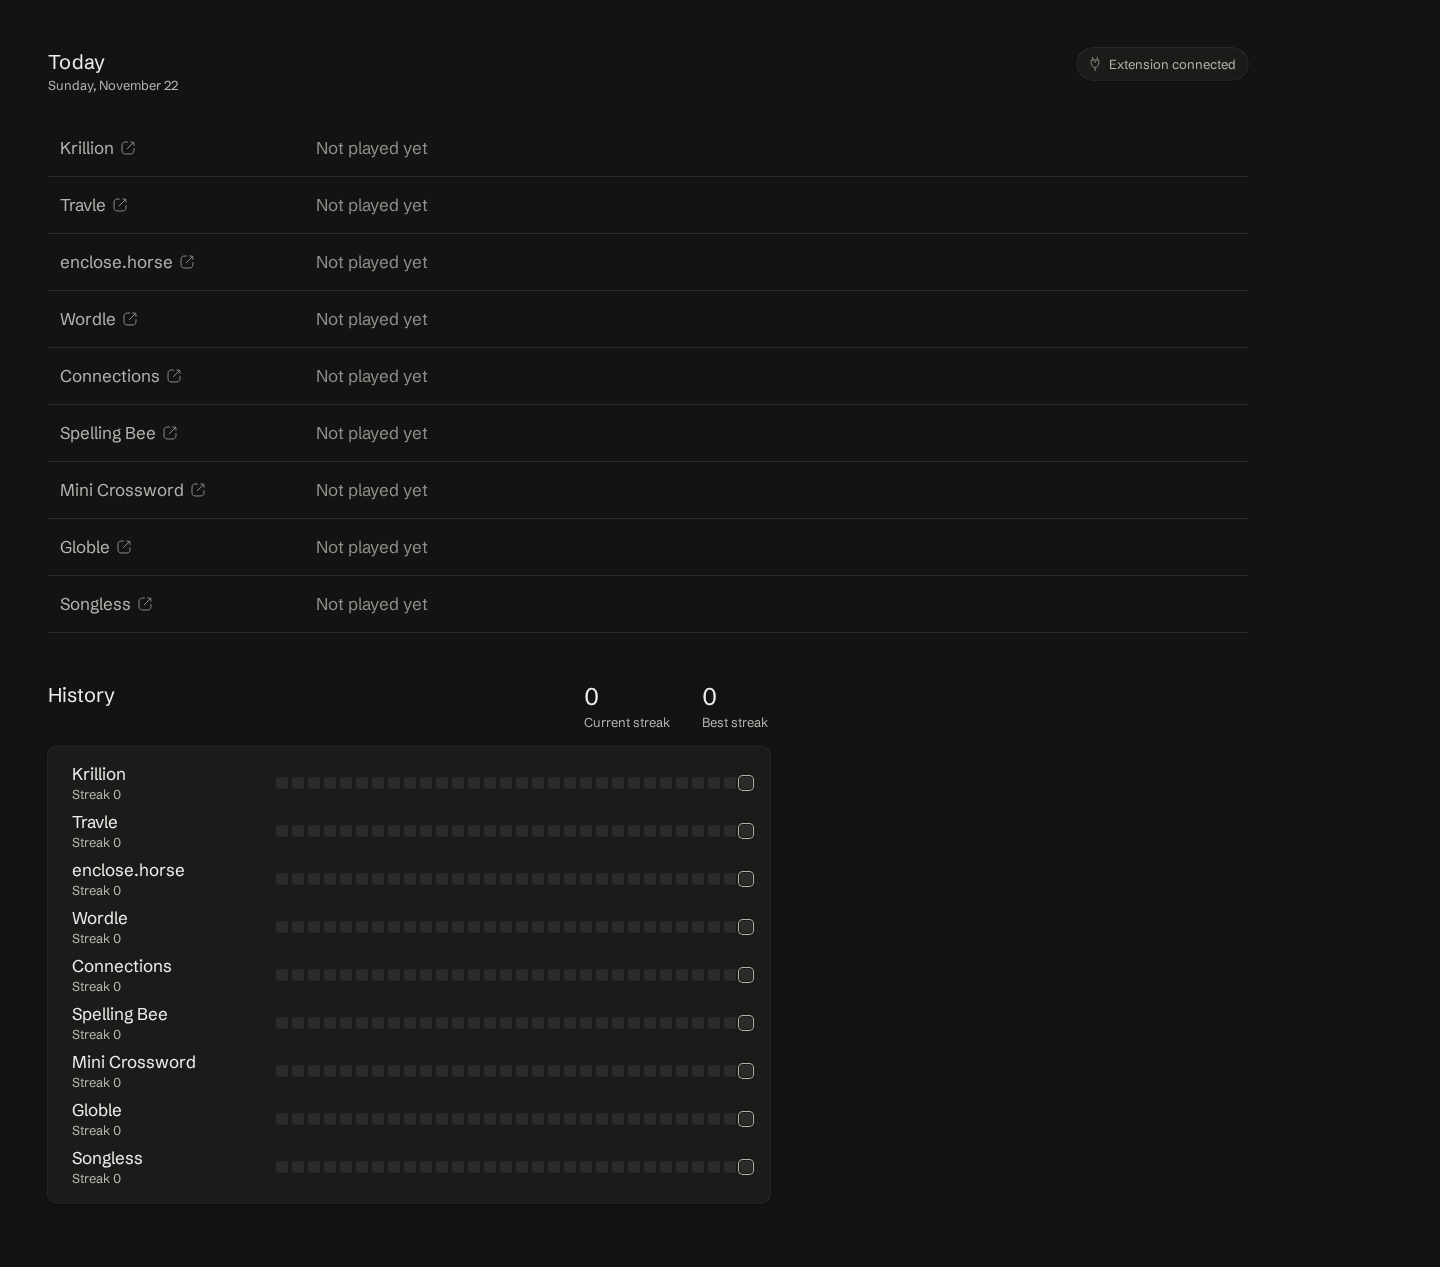 Today
Sunday, November 22
Extension connected
Krillion Not played yet
Travle Not played yet
enclose.horse Not played yet
Wordle Not played yet
Connections Not played yet
Spelling Bee Not played yet
Mini Crossword Not played yet
Globle Not played yet
Songless Not played yet
History
0 0
Current streak Best streak
Krillion
Streak 0
Travle
Streak 0
enclose.horse
Streak 0
Wordle
Streak 0
Connections
Streak 0
Spelling Bee
Streak 0
Mini Crossword
Streak 0
Globle
Streak 0
Songless
Streak 0